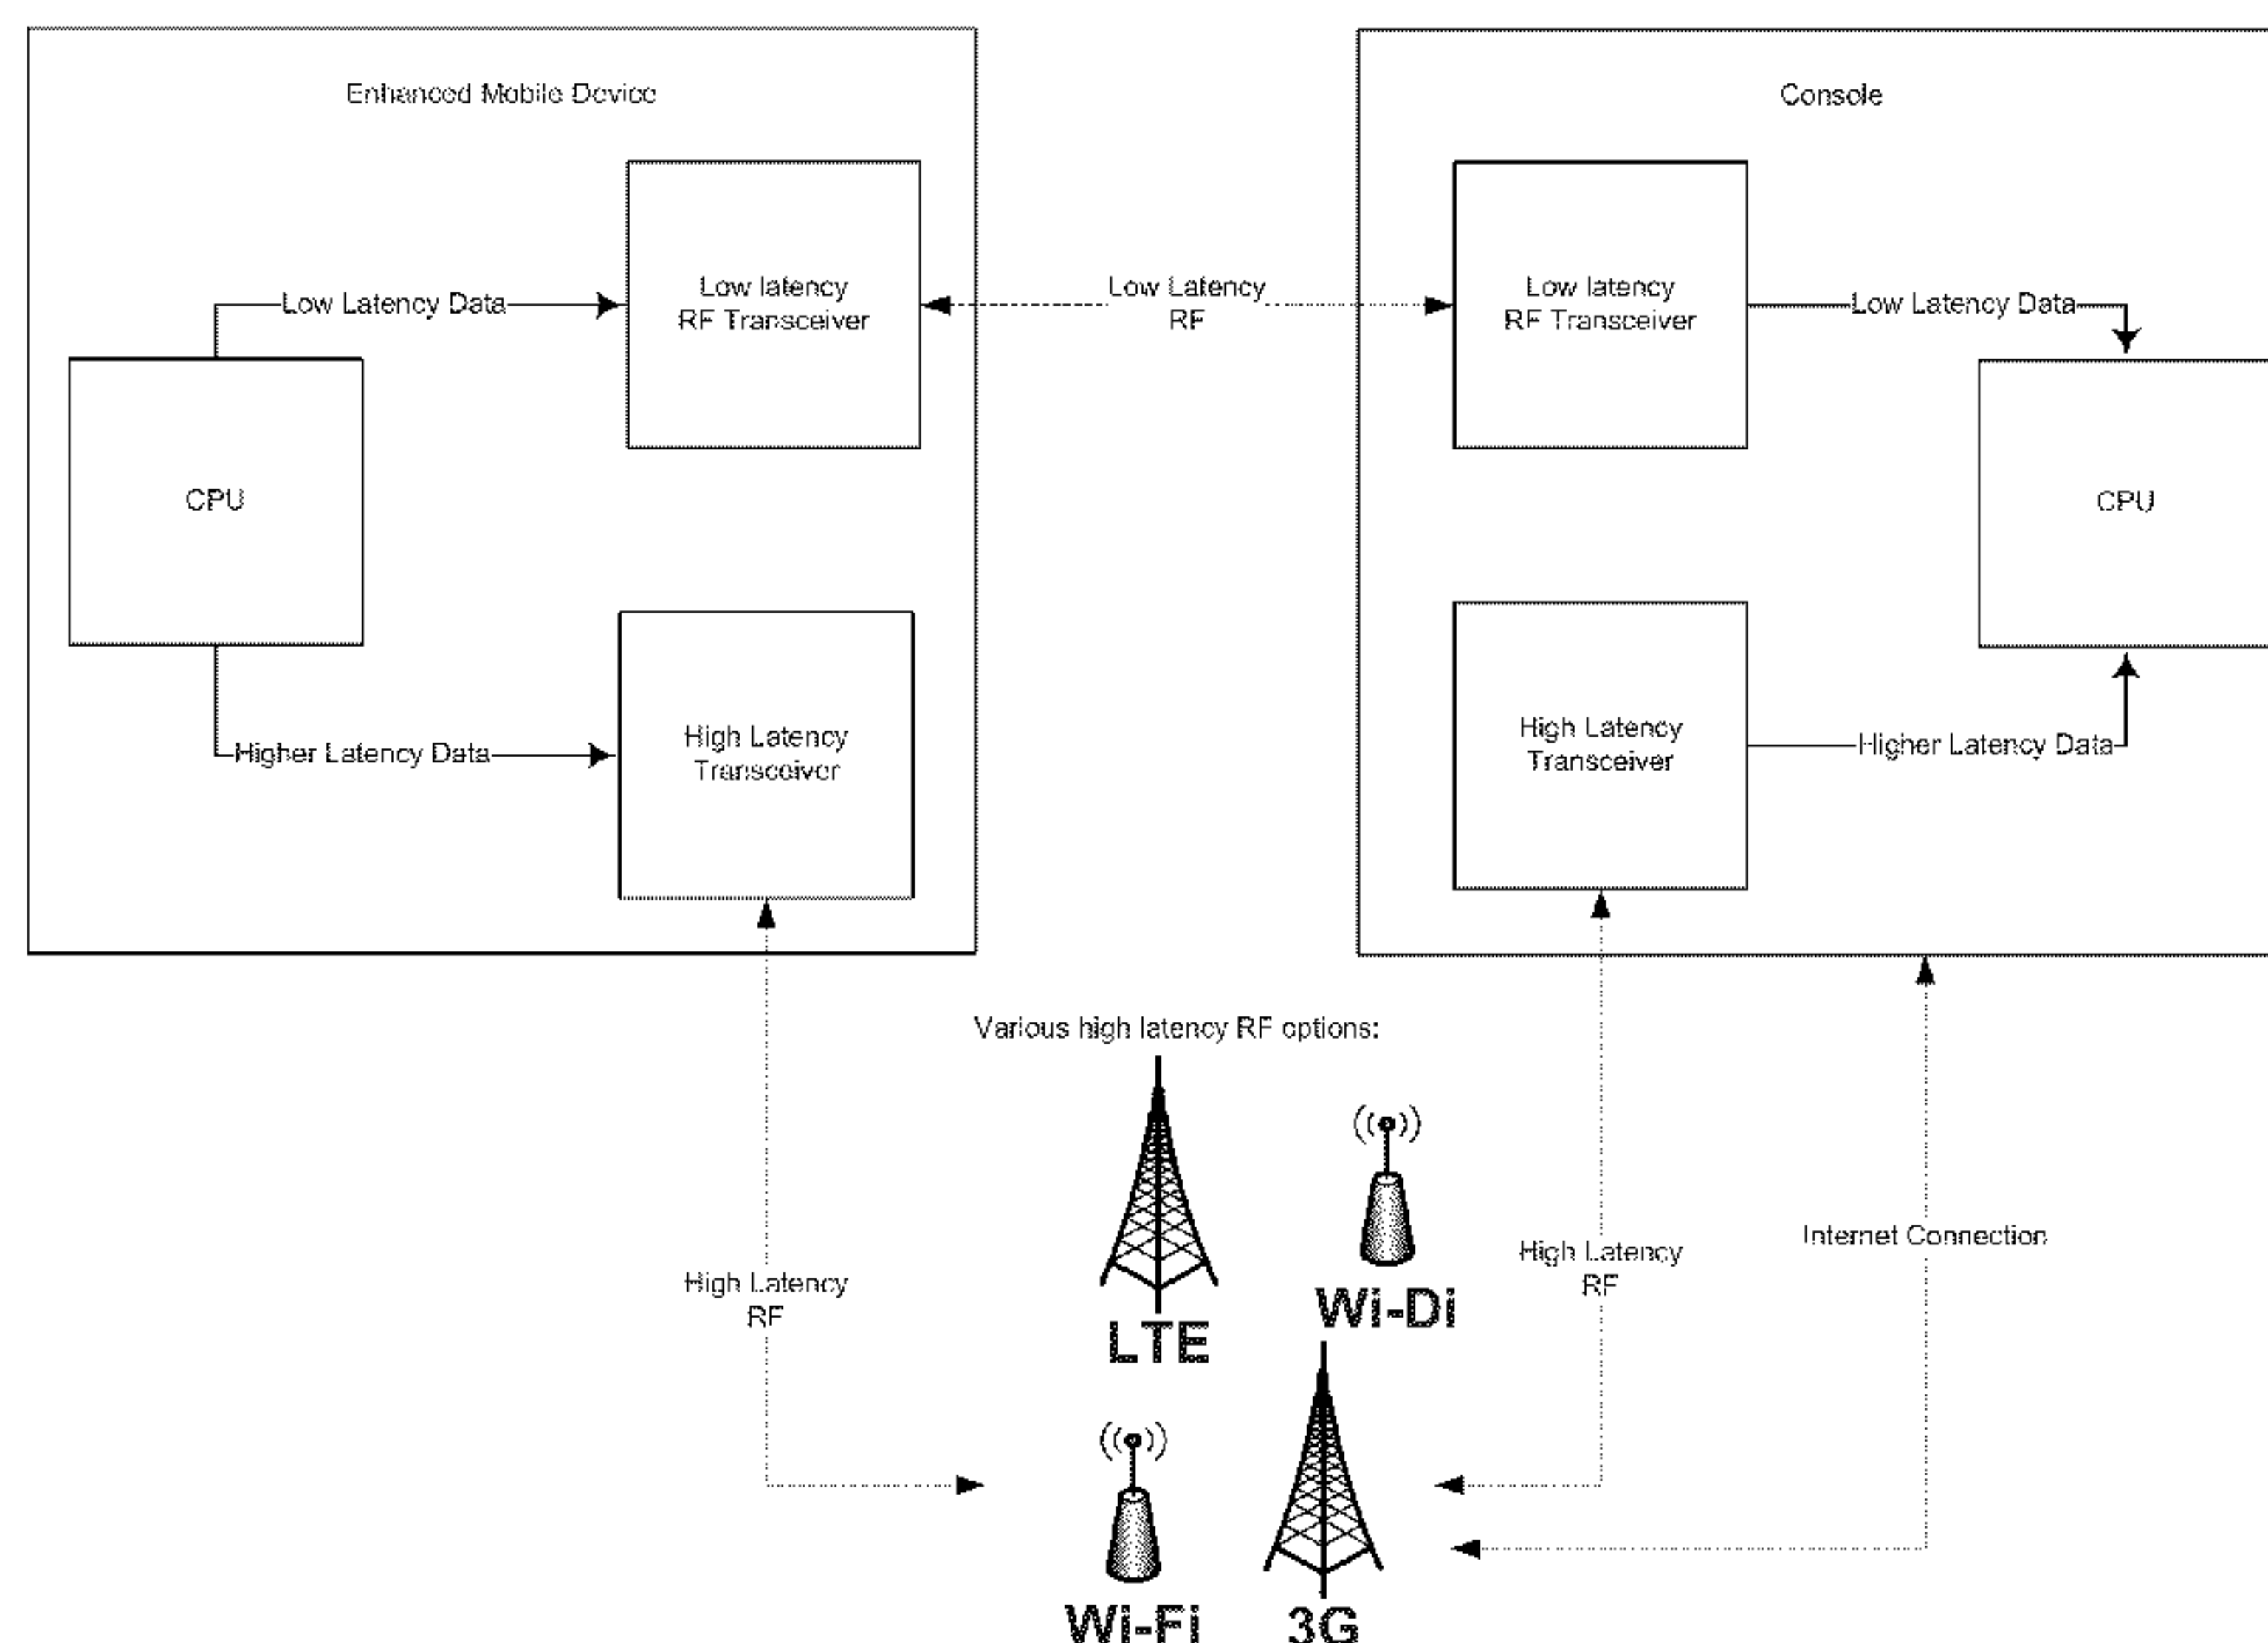 Enhanced Mobile Device
Console
Low Latency Data
Low latency
RF Transceiver
Low Latency
RF
Low latency
RF Transceiver
Low Latency Data
CPU
CPU
Higher Latency Data
High Latency
Transceiver
High Latency
Transceiver
Higher Latency Data
Various high latency RF options:
High Latency
RF
LTE
Wi-Di
High Latency
RF
Internet Connection
Wi-Fi
3G